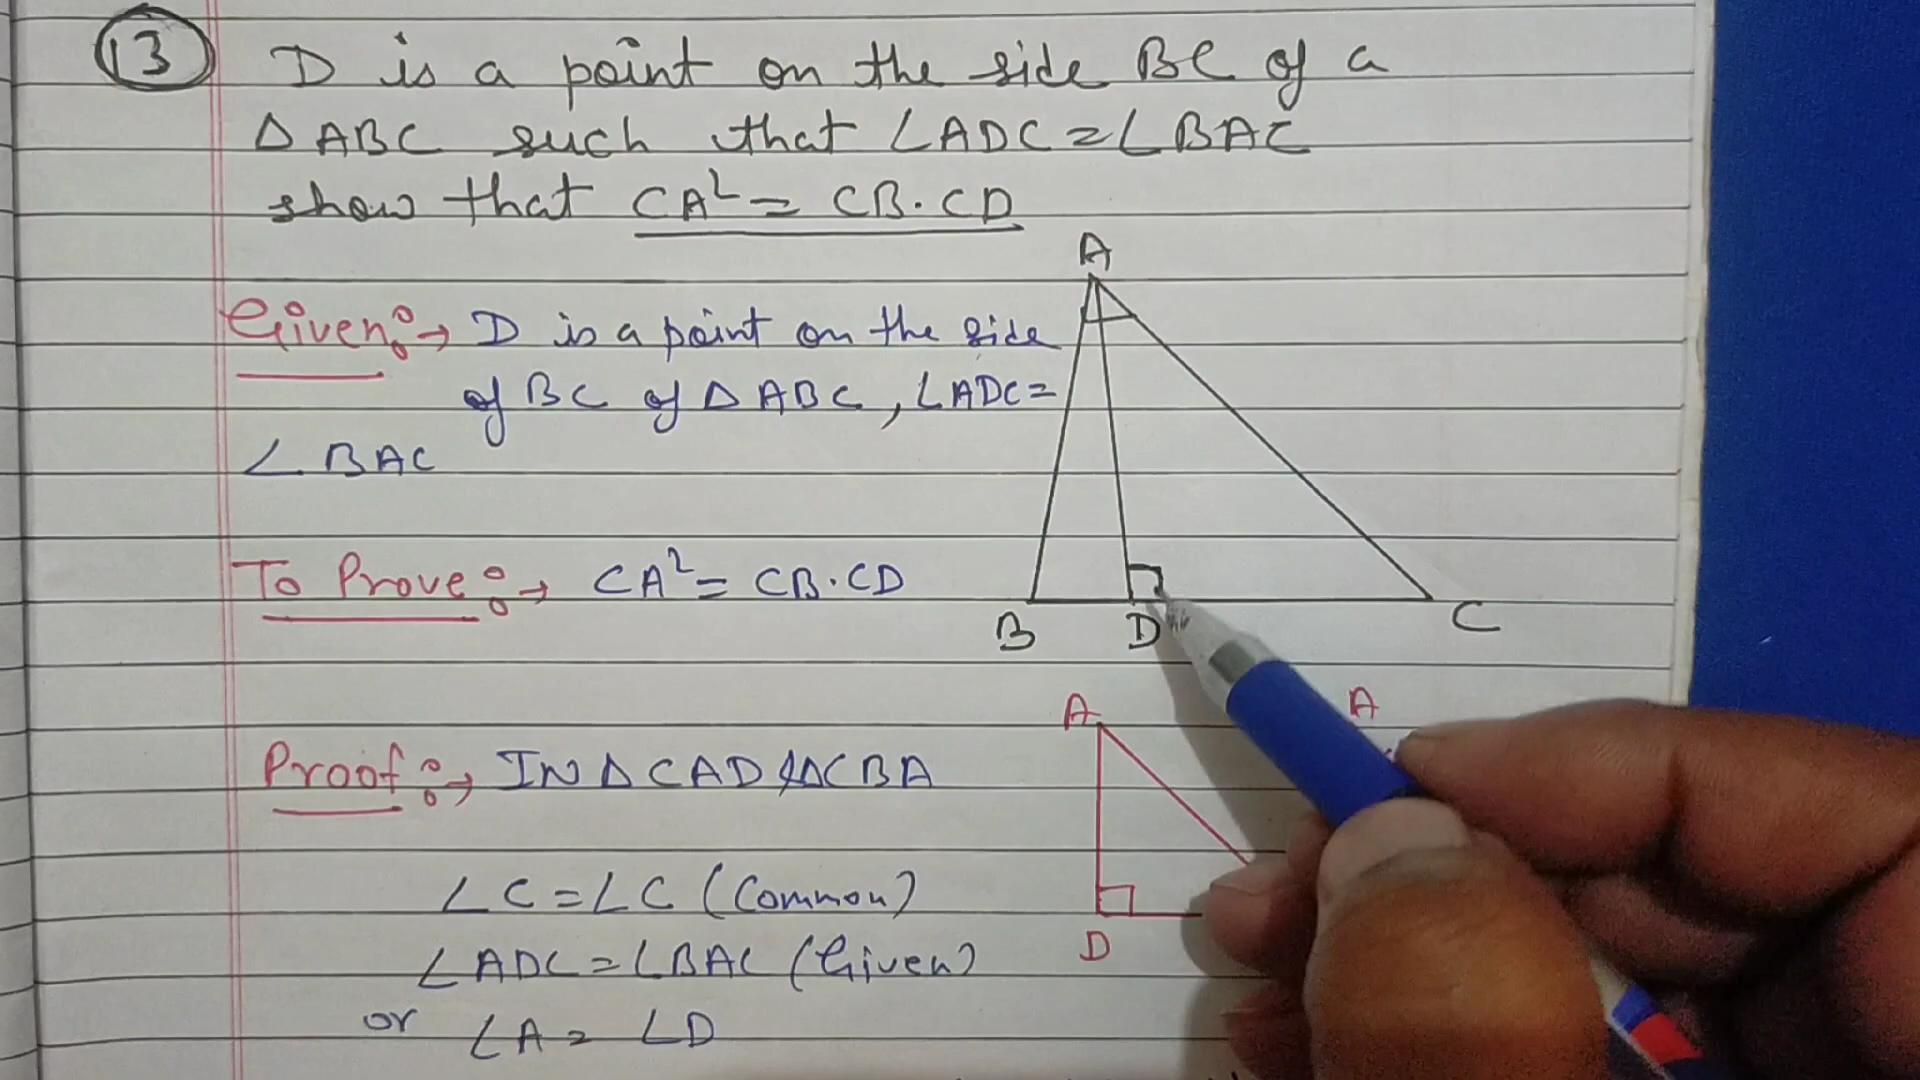 13 D is a point on the side BC of a
△ABC such that ∠ADC = ∠BAC
show that CA² = CB.CD
Given:→ D is a point on the side
of BC of △ABC, ∠ADC =
∠BAC
To Prove:→ CA² = CB.CD
Proof:→ IN △CAD & △CBA
∠C = ∠C (Common)
∠ADC = ∠BAC (Given)
or ∠A = ∠D
A
B D C
A
D
A